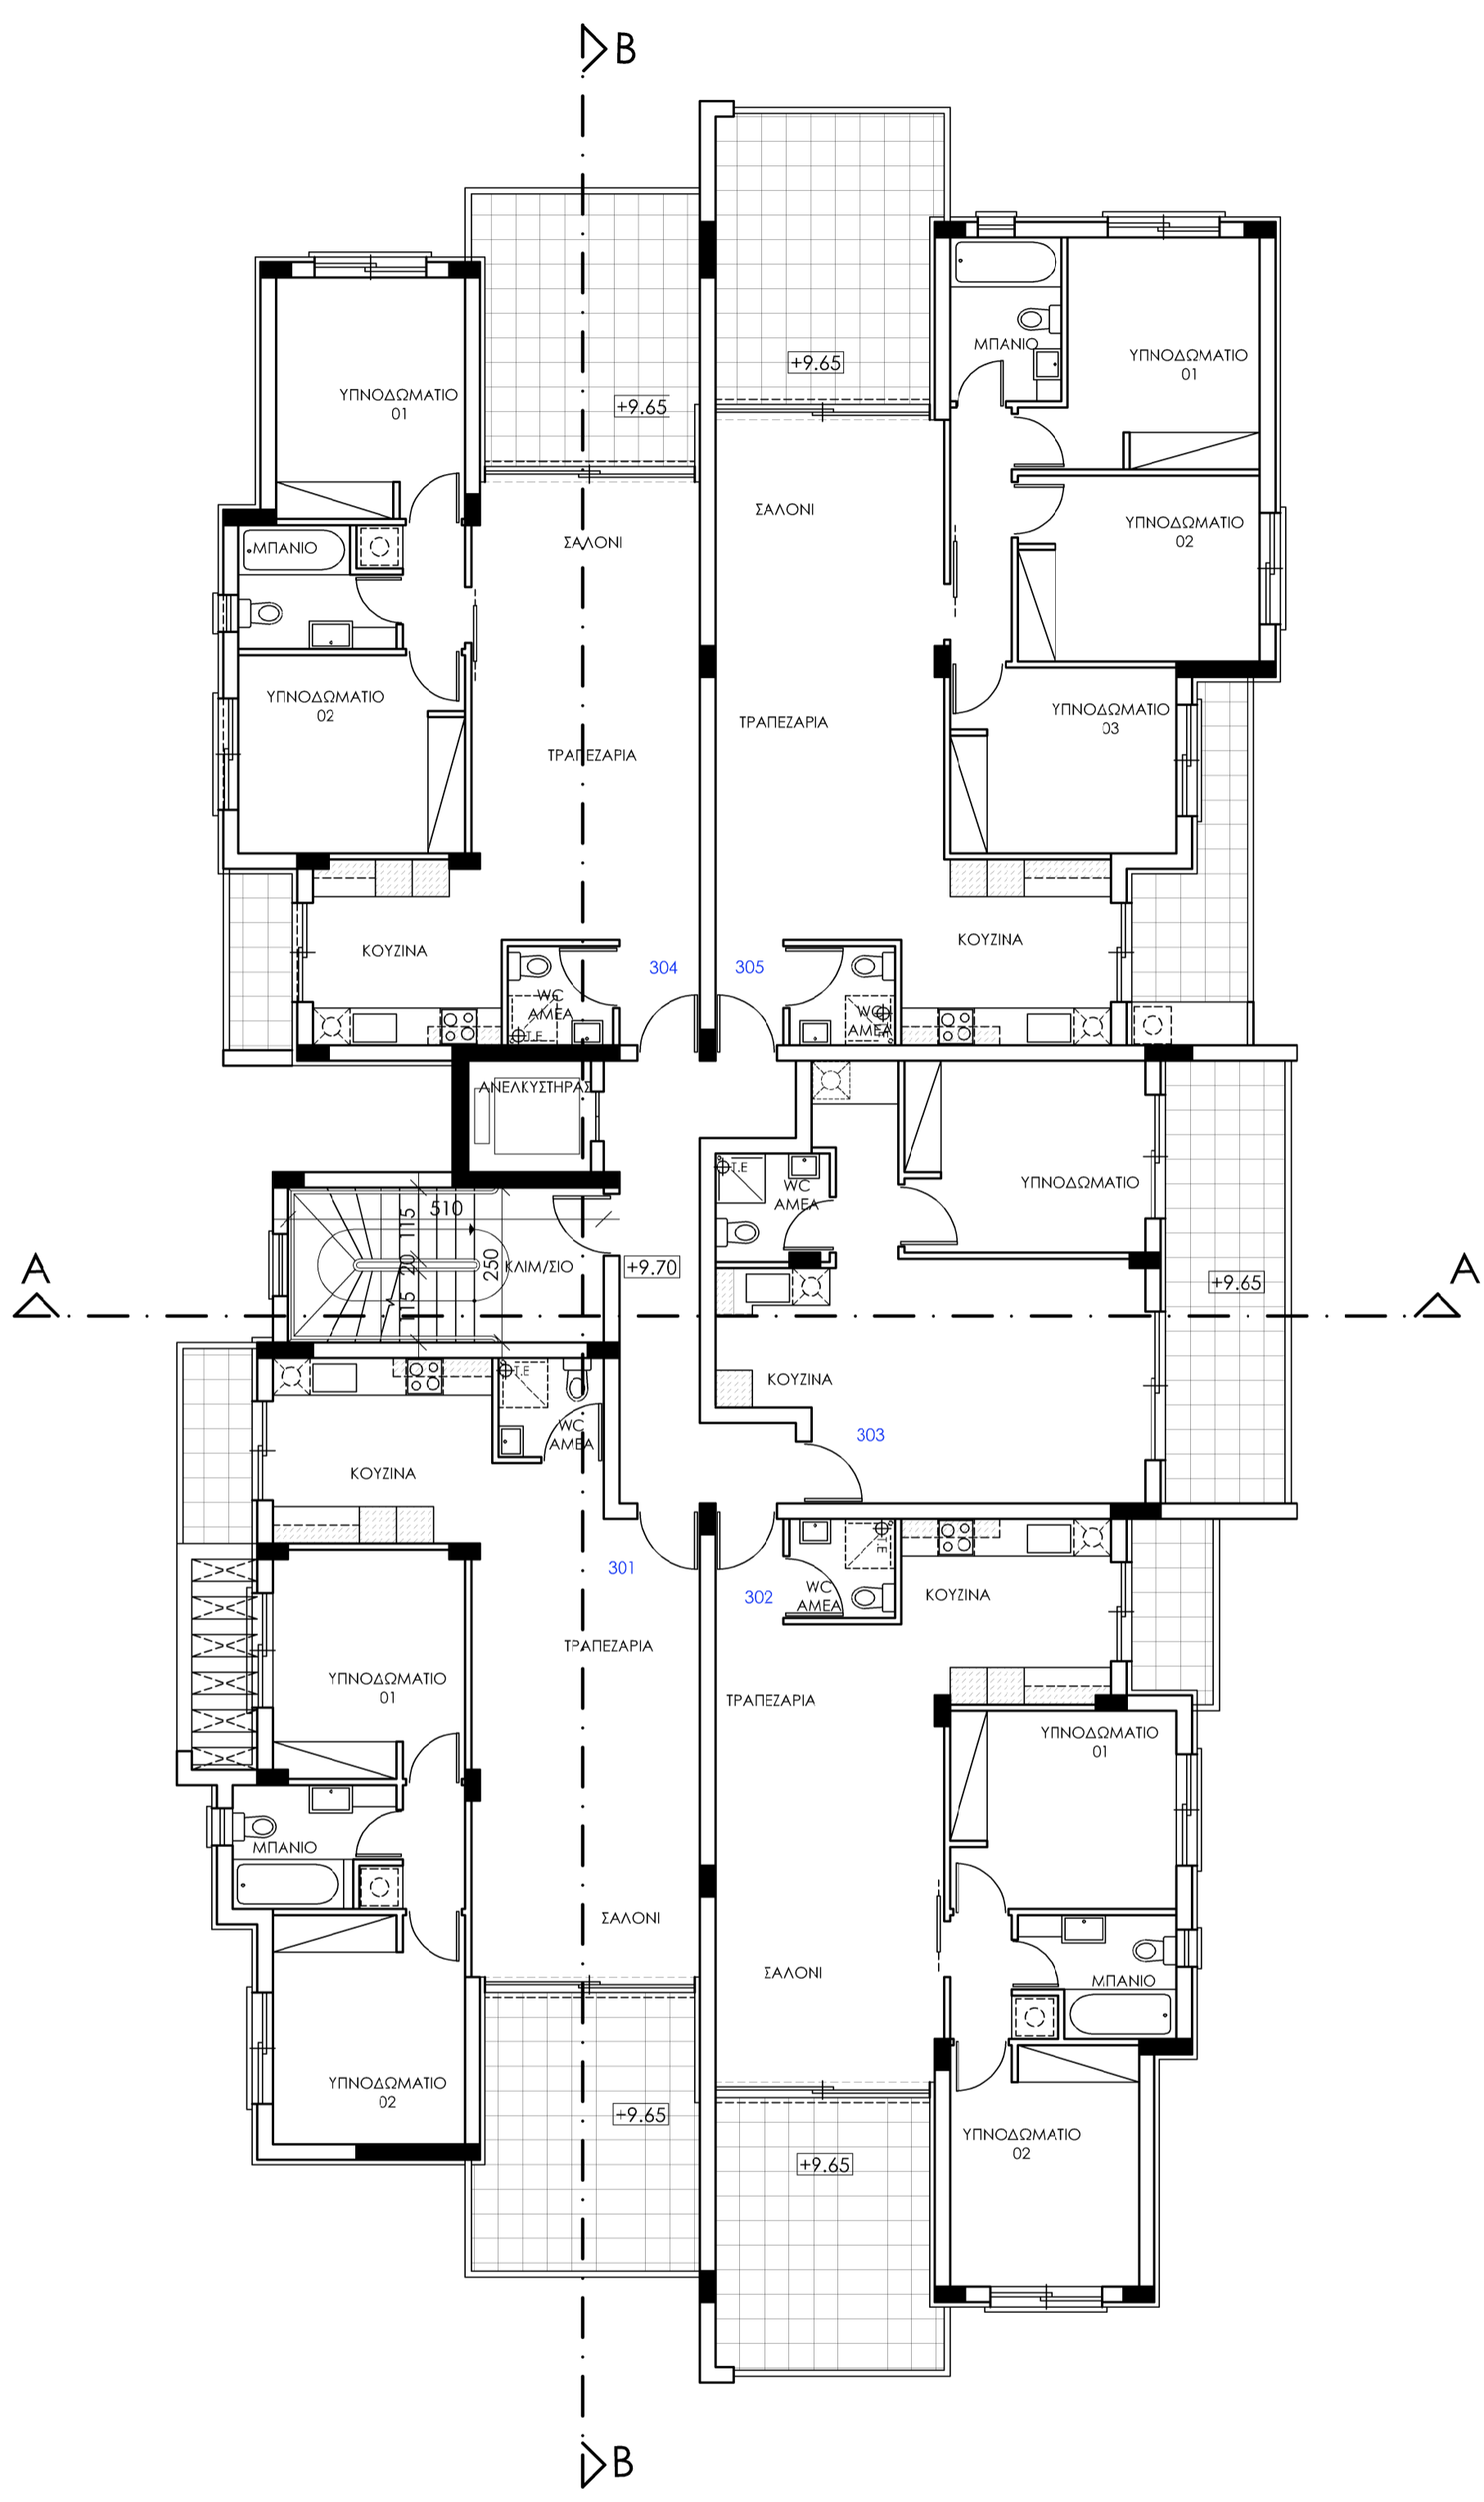 B
+9.65
ΜΠΑΝΙΟ
ΥΠΝΟΔΩΜΑΤΙΟ
01
ΥΠΝΟΔΩΜΑΤΙΟ
01
+9.65
ΣΑΛΟΝΙ
ΥΠΝΟΔΩΜΑΤΙΟ
02
ΜΠΑΝΙΟ
ΣΑΛΟΝΙ
ΥΠΝΟΔΩΜΑΤΙΟ
02
ΥΠΝΟΔΩΜΑΤΙΟ
03
ΤΡΑΠΕΖΑΡΙΑ
ΤΡΑΠΕΖΑΡΙΑ
ΚΟΥΖΙΝΑ
ΚΟΥΖΙΝΑ
304
305
WC
ΑΜΕΑ
T.E
WC
ΑΜΕΑ
ΑΝΕΛΚΥΣΤΗΡΑΣ
T.E
WC
ΑΜΕΑ
ΥΠΝΟΔΩΜΑΤΙΟ
510
115
20
115
250
ΚΛΙΜ/ΣΙΟ
+9.70
+9.65
A
A
T.E
ΚΟΥΖΙΝΑ
WC
ΑΜΕΑ
303
ΚΟΥΖΙΝΑ
T.E
301
302
WC
ΑΜΕΑ
ΚΟΥΖΙΝΑ
ΤΡΑΠΕΖΑΡΙΑ
ΥΠΝΟΔΩΜΑΤΙΟ
01
ΤΡΑΠΕΖΑΡΙΑ
ΥΠΝΟΔΩΜΑΤΙΟ
01
ΜΠΑΝΙΟ
ΣΑΛΟΝΙ
ΣΑΛΟΝΙ
ΜΠΑΝΙΟ
ΥΠΝΟΔΩΜΑΤΙΟ
02
+9.65
ΥΠΝΟΔΩΜΑΤΙΟ
02
+9.65
B